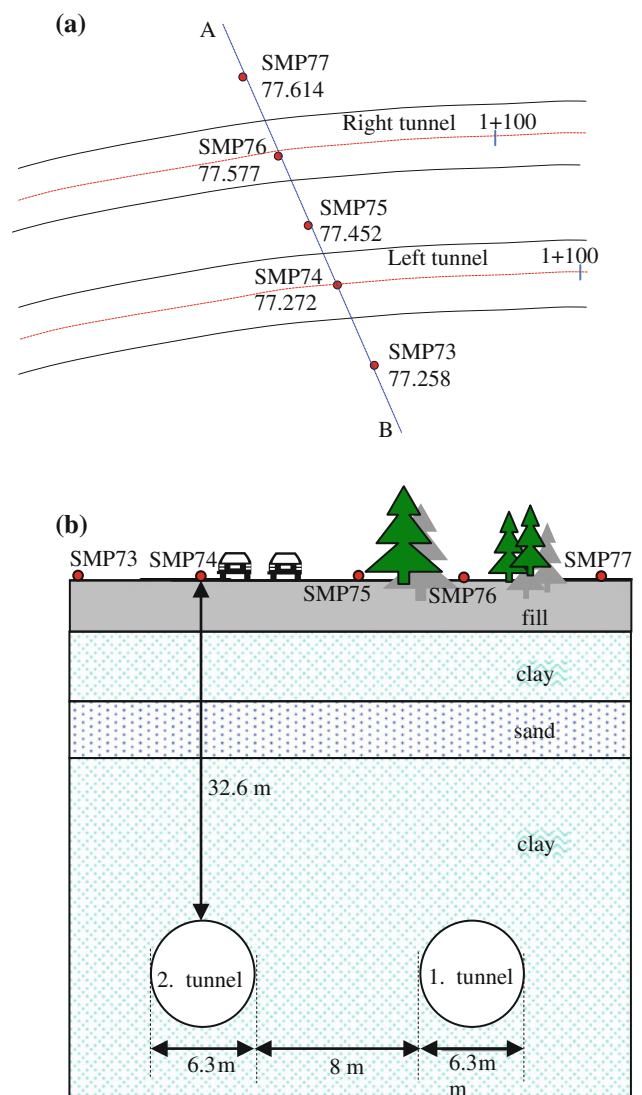 (a)
A
SMP77
77.614
Right tunnel 1+100
SMP76
77.577
SMP75
77.452
Left tunnel 1+100
SMP74
77.272
SMP73
77.258
B
(b)
SMP73 SMP74 SMP75 SMP76 SMP77
fill
clay
sand
32.6 m
clay
2. tunnel 1. tunnel
6.3m 8 m 6.3m
m